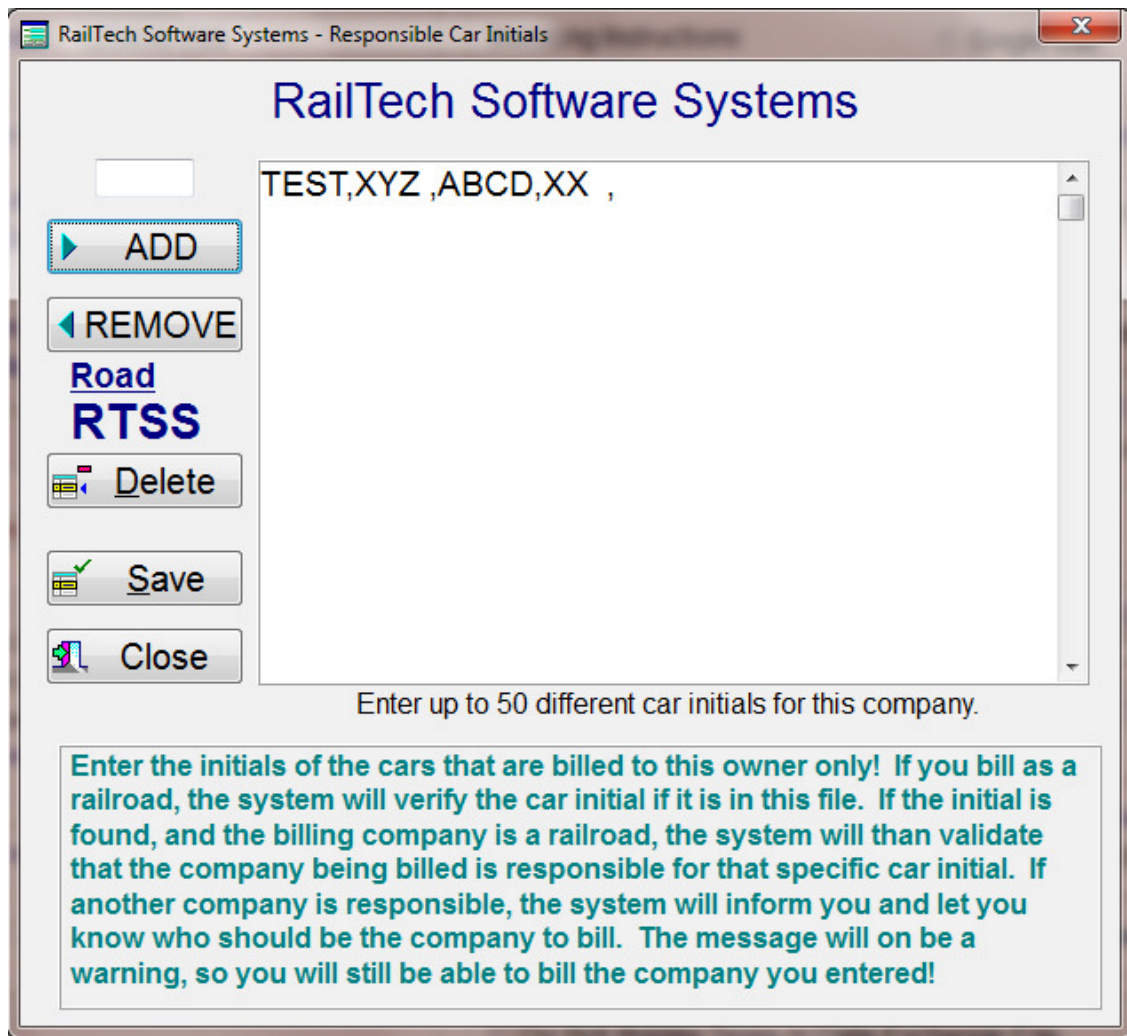 RailTech Software Systems - Responsible Car Initials
RailTech Software Systems
TEST,XYZ ,ABCD,XX  ,
ADD
REMOVE
Road
RTSS
Delete
Save
Close
Enter up to 50 different car initials for this company.
Enter the initials of the cars that are billed to this owner only!  If you bill as a
railroad, the system will verify the car initial if it is in this file.  If the initial is
found, and the billing company is a railroad, the system will than validate
that the company being billed is responsible for that specific car initial.  If
another company is responsible, the system will inform you and let you
know who should be the company to bill.  The message will on be a
warning, so you will still be able to bill the company you entered!